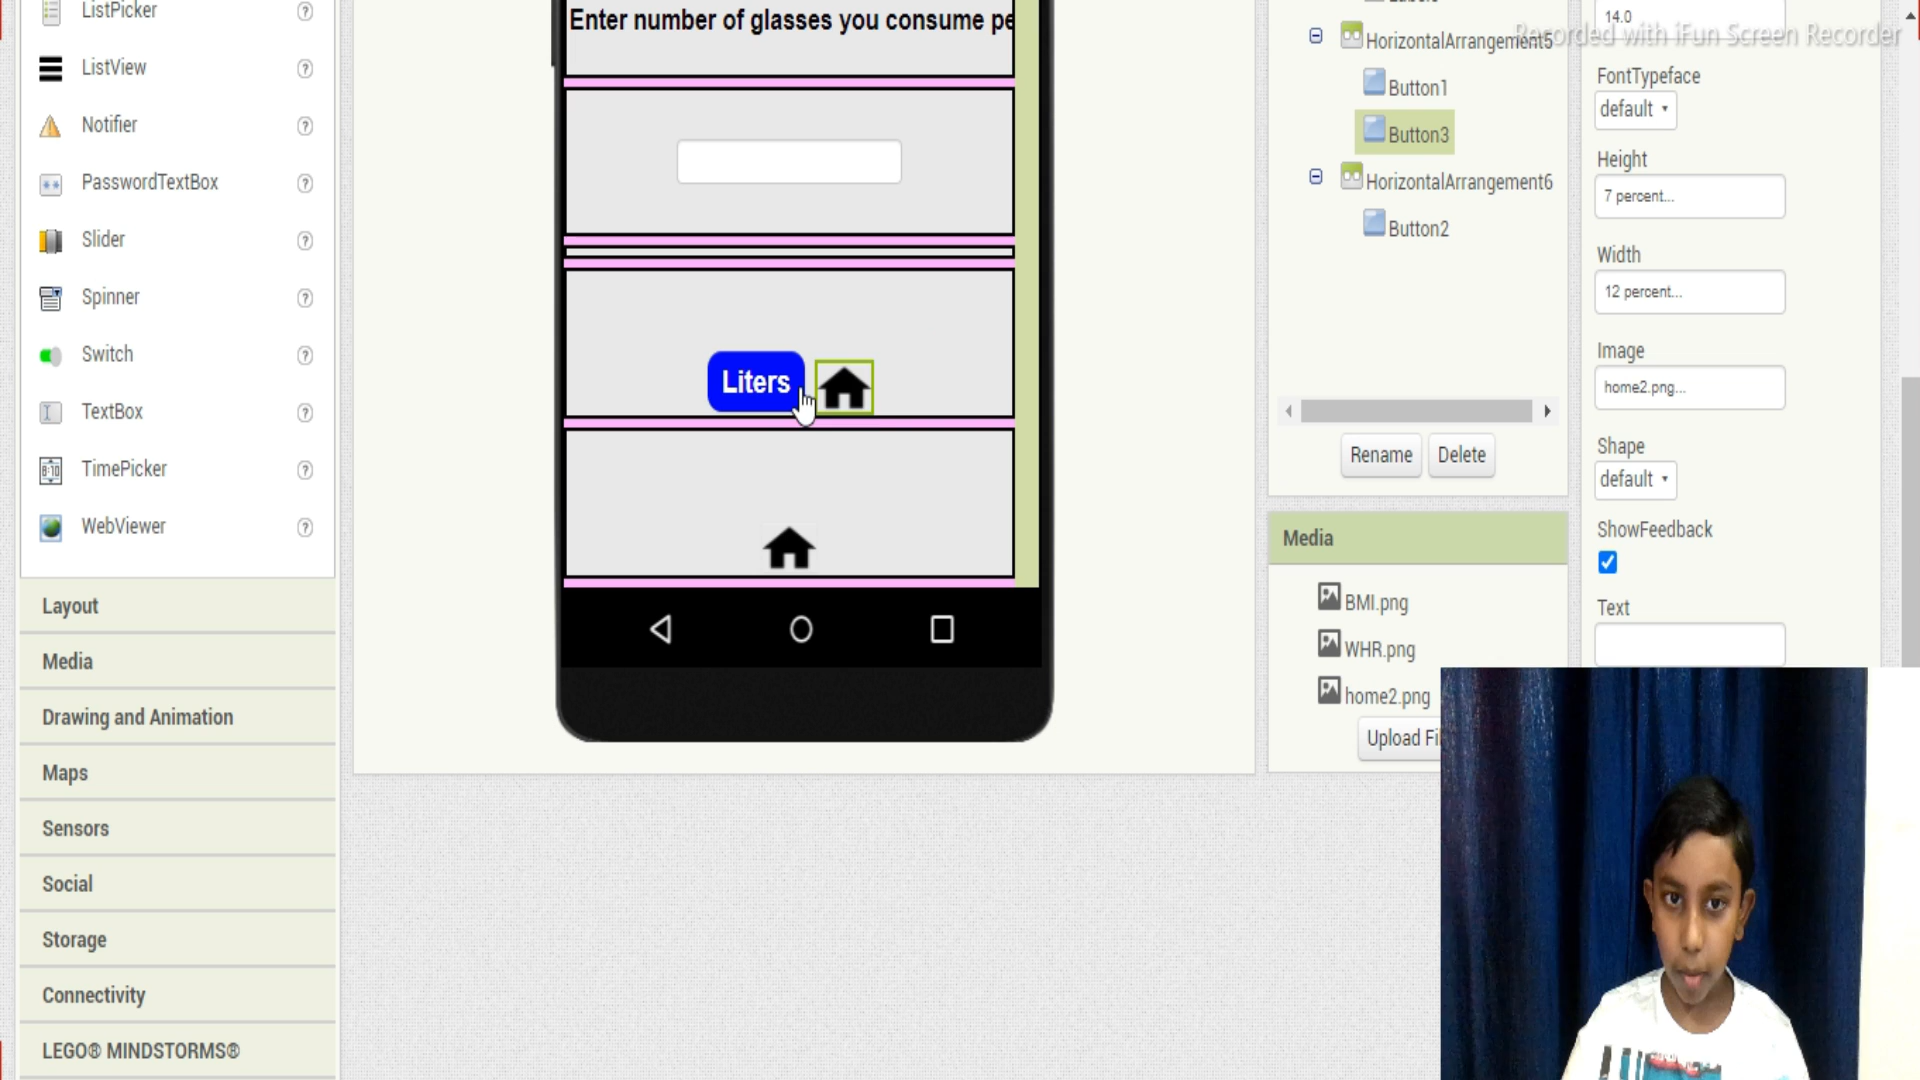 ListPicker
ListView
Notifier
PasswordTextBox
Slider
Spinner
Switch
TextBox
TimePicker
WebViewer
Layout
Media
Drawing and Animation
Maps
Sensors
Social
Storage
Connectivity
LEGO® MINDSTORMS®
Enter number of glasses you consume pe
Liters
HorizontalArrangement5
Button1
Button3
HorizontalArrangement6
Button2
Rename Delete
Media
BMI.png
WHR.png
home2.png
Upload Fi
Recorded with iFun Screen Recorder
14.0
FontTypeface
default
Height
7 percent...
Width
12 percent...
Image
home2.png...
Shape
default
ShowFeedback
Text